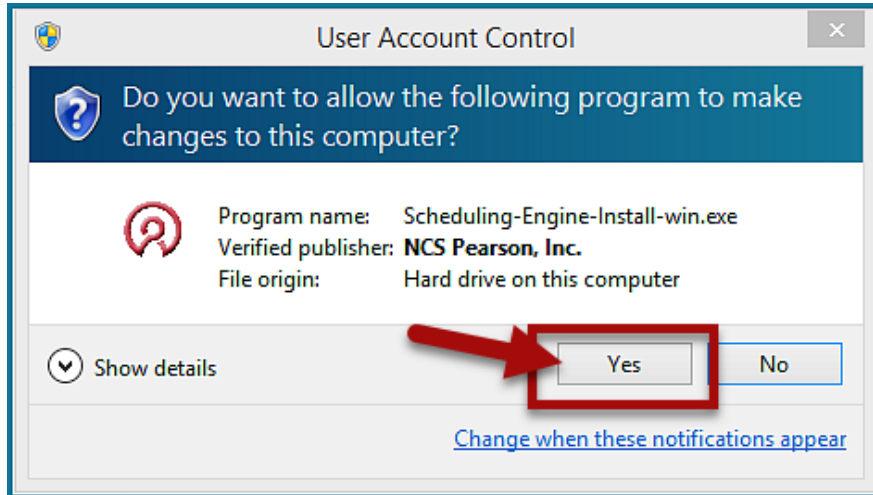 User Account Control
Do you want to allow the following program to make
changes to this computer?
Program name: Scheduling-Engine-Install-win.exe
Verified publisher: NCS Pearson, Inc.
File origin: Hard drive on this computer
Show details
Yes
No
Change when these notifications appear